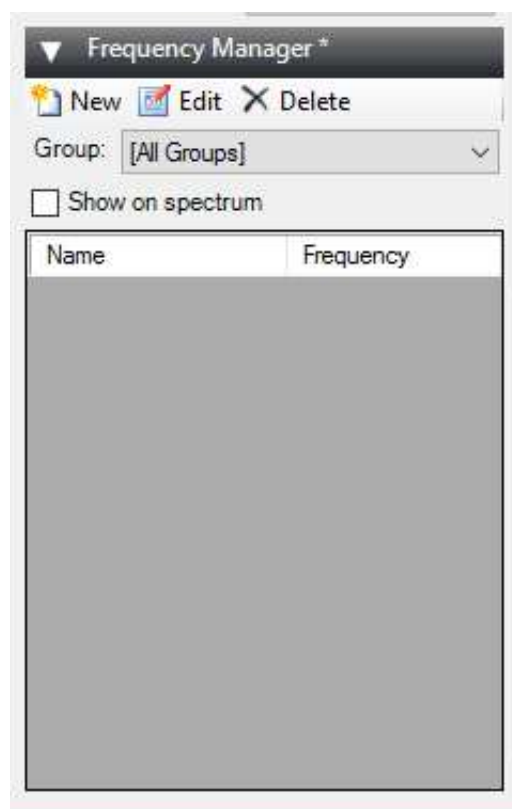 Frequency Manager *
New Edit Delete
Group: [All Groups]
Show on spectrum
Name Frequency